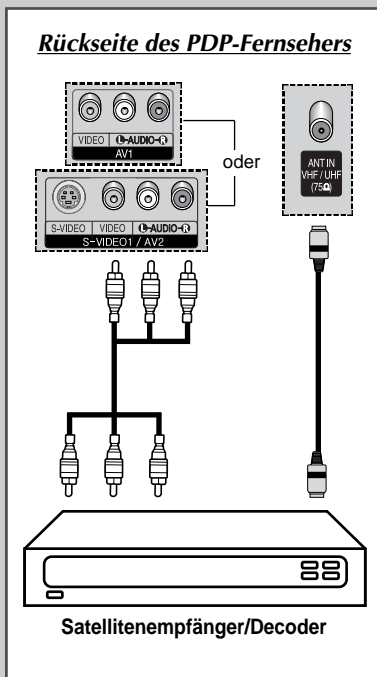 Rückseite des PDP-Fernsehers
VIDEO L-AUDIO-R
AV1
oder
ANT IN
VHF / UHF
(75Ω)
S-VIDEO VIDEO L-AUDIO-R
S-VIDEO1 / AV2
Satellitenempfänger/Decoder